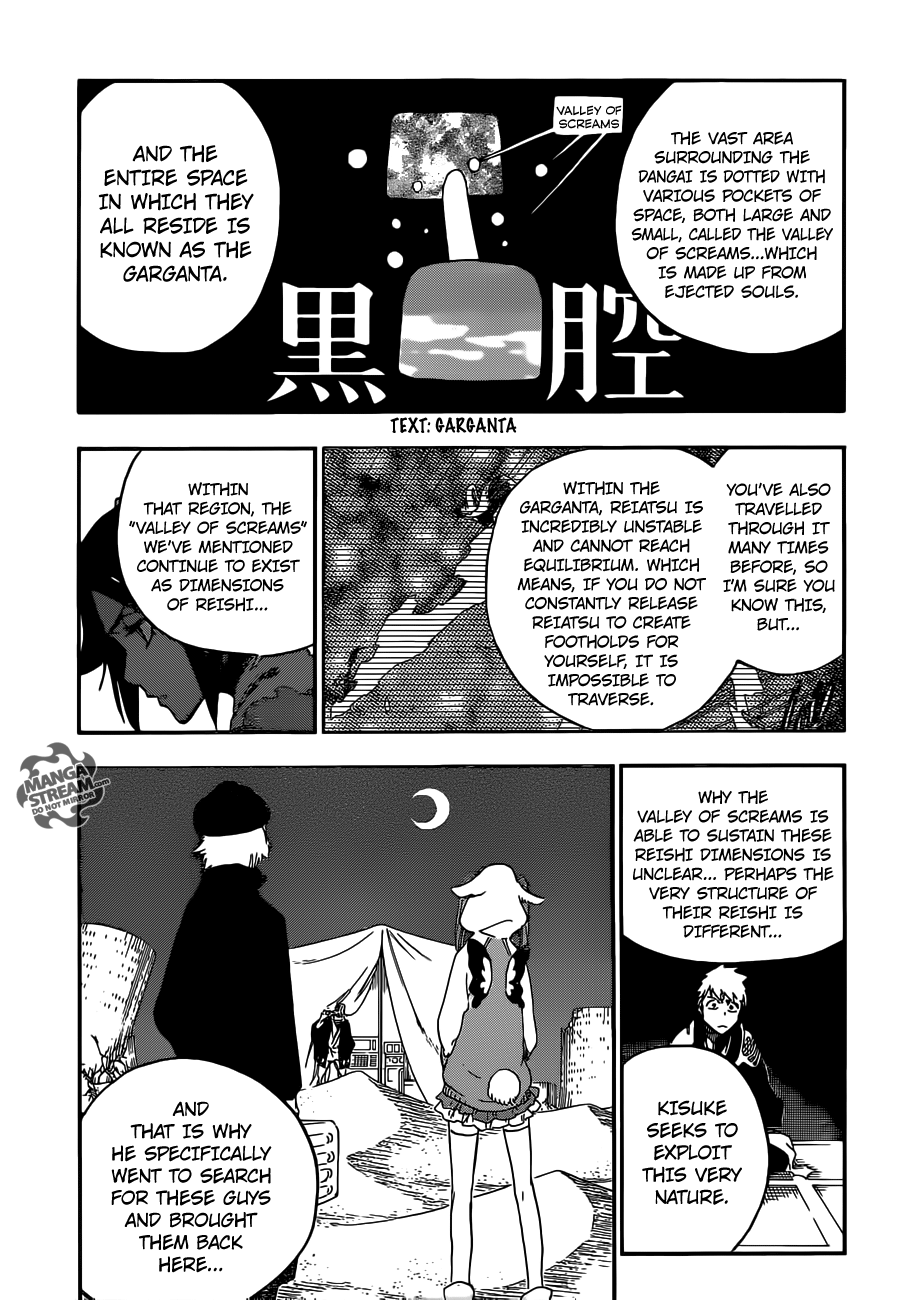 VALLEY OF
SCREAMS
THE VAST AREA
SURROUNDING THE
DANGAI IS DOTTED WITH
VARIOUS POCKETS OF
SPACE, BOTH LARGE AND
SMALL, CALLED THE VALLEY
OF SCREAMS...WHICH
IS MADE UP FROM
EJECTED SOULS.
AND THE
ENTIRE SPACE
IN WHICH THEY
ALL RESIDE IS
KNOWN AS THE
GARGANTA.
黒腔
TEXT: GARGANTA
YOU'VE ALSO
TRAVELLED
THROUGH IT
MANY TIMES
BEFORE, SO
I'M SURE YOU
KNOW THIS,
BUT...
WITHIN THE
GARGANTA, REIATSU IS
INCREDIBLY UNSTABLE
AND CANNOT REACH
EQUILIBRIUM. WHICH
MEANS, IF YOU DO NOT
CONSTANTLY RELEASE
REIATSU TO CREATE
FOOTHOLDS FOR
YOURSELF, IT IS
IMPOSSIBLE TO
TRAVERSE.
WITHIN
THAT REGION, THE
"VALLEY OF SCREAMS"
WE'VE MENTIONED
CONTINUE TO EXIST
AS DIMENSIONS
OF REISHI...
WHY THE
VALLEY OF SCREAMS IS
ABLE TO SUSTAIN THESE
REISHI DIMENSIONS IS
UNCLEAR... PERHAPS THE
VERY STRUCTURE OF
THEIR REISHI IS
DIFFERENT...
KISUKE
SEEKS TO
EXPLOIT
THIS VERY
NATURE.
MANGA
STREAM.com
DO NOT MIRROR
AND
THAT IS WHY
HE SPECIFICALLY
WENT TO SEARCH
FOR THESE GUYS
AND BROUGHT
THEM BACK
HERE...